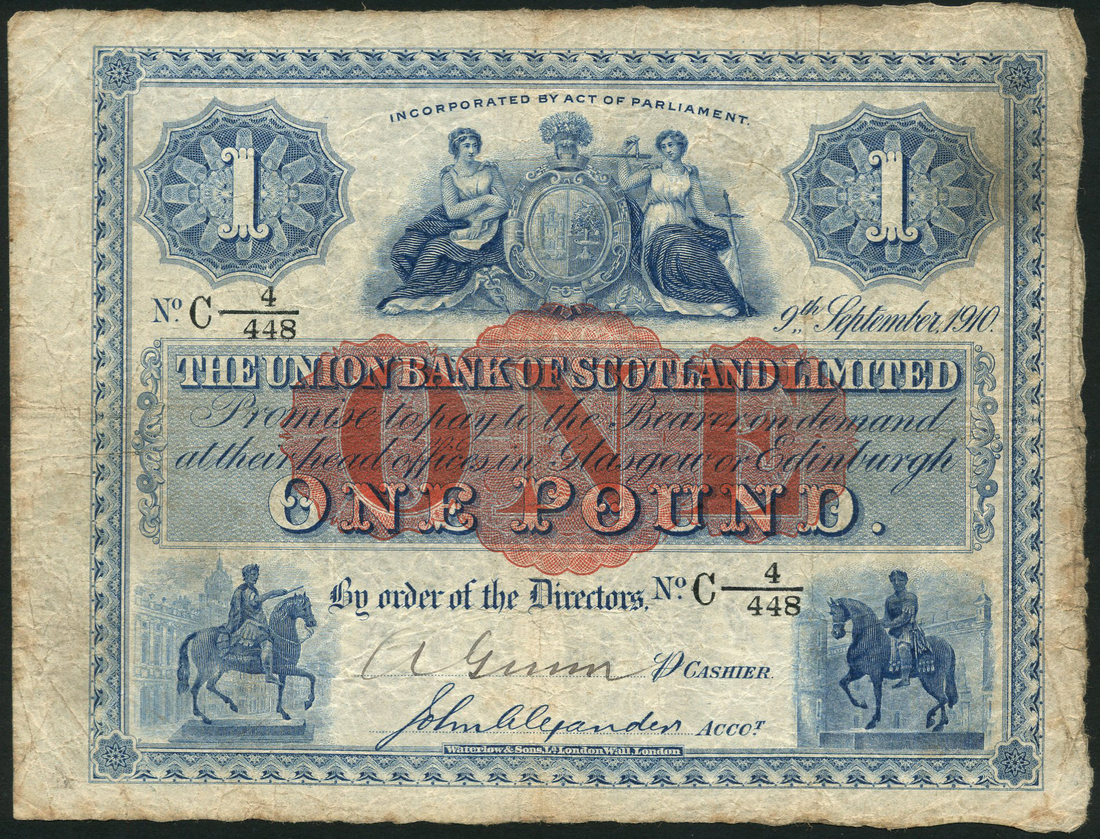 INCORPORATED BY ACT OF PARLIAMENT.
1 1
No. C 4/448
9th September, 1910.
THE UNION BANK OF SCOTLAND LIMITED
Promise to pay to the Bearer on demand
at their head offices in Glasgow or Edinburgh
ONE
ONE POUND.
By order of the Directors, No. C 4/448
A Gunn P CASHIER.
John Alexander ACCOT.
Waterlow & Sons, Ld. London Wall, London